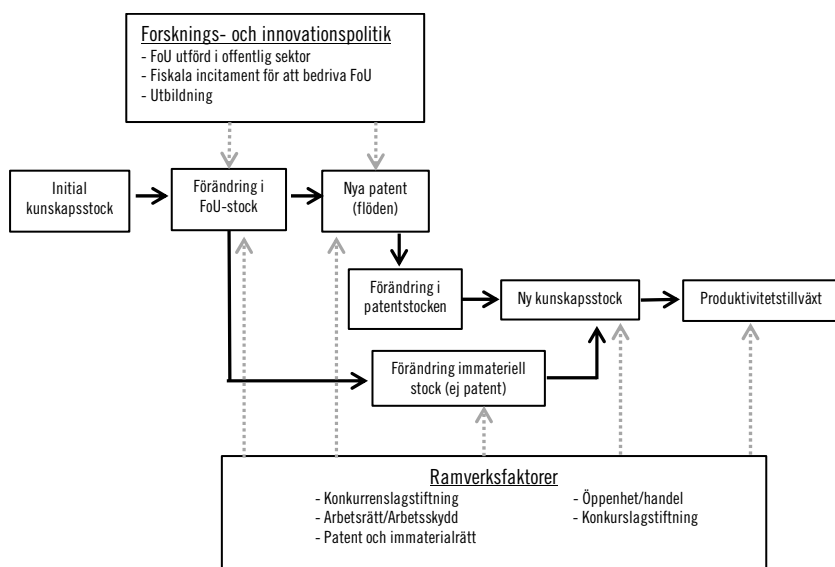 Forsknings- och innovationspolitik
- FoU utförd i offentlig sektor
- Fiskala incitament för att bedriva FoU
- Utbildning
Initial
kunskapsstock
Förändring i
FoU-stock
Nya patent
(flöden)
Förändring i
patentstocken
Ny kunskapsstock
Produktivitetstillväxt
Förändring immateriell
stock (ej patent)
Ramverksfaktorer
- Konkurrenslagstiftning
- Arbetsrätt/Arbetsskydd
- Patent och immaterialrätt
- Öppenhet/handel
- Konkurslagstiftning